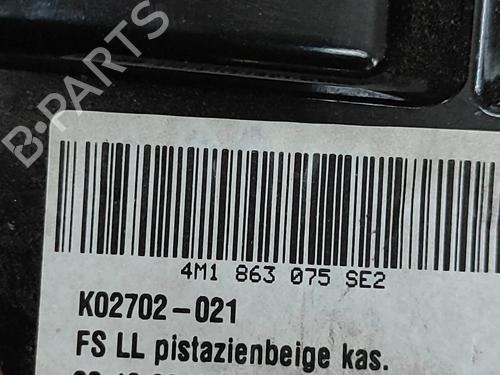 B-PARTS
4M1 863 075 SE2
K02702-021
FS LL pistazienbeige kas.